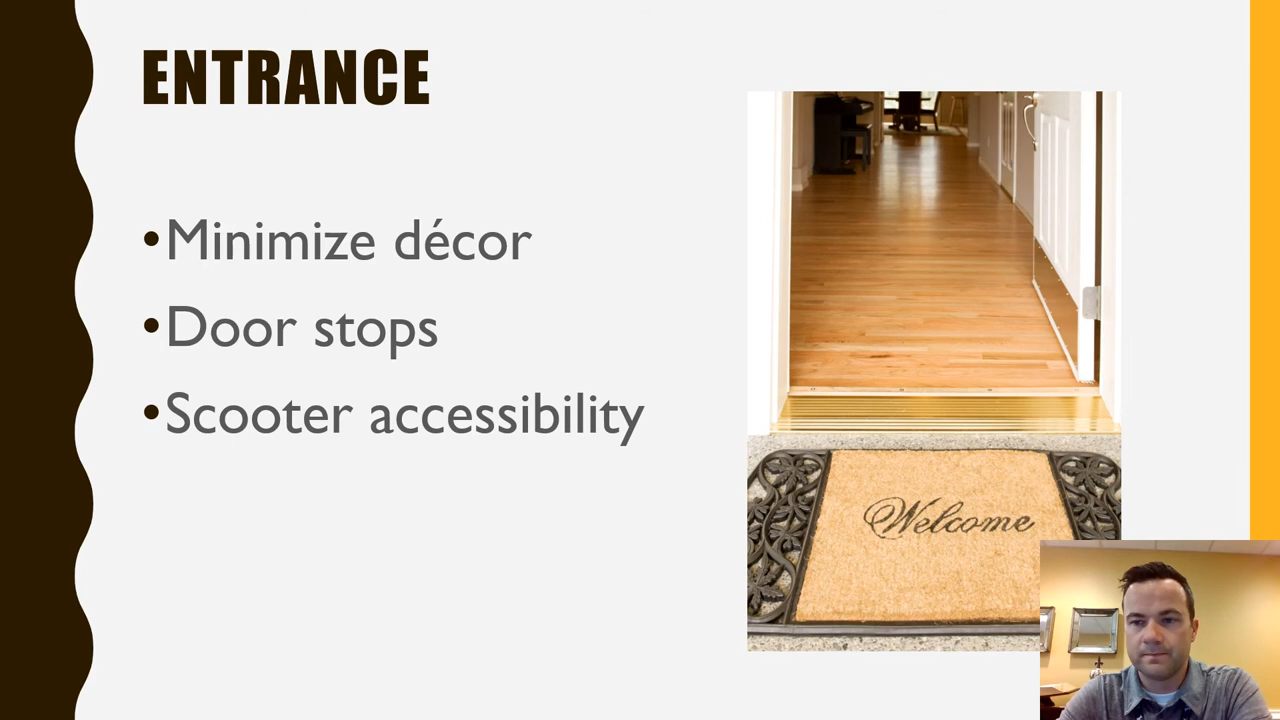 ENTRANCE
•Minimize décor
•Door stops
•Scooter accessibility
Welcome